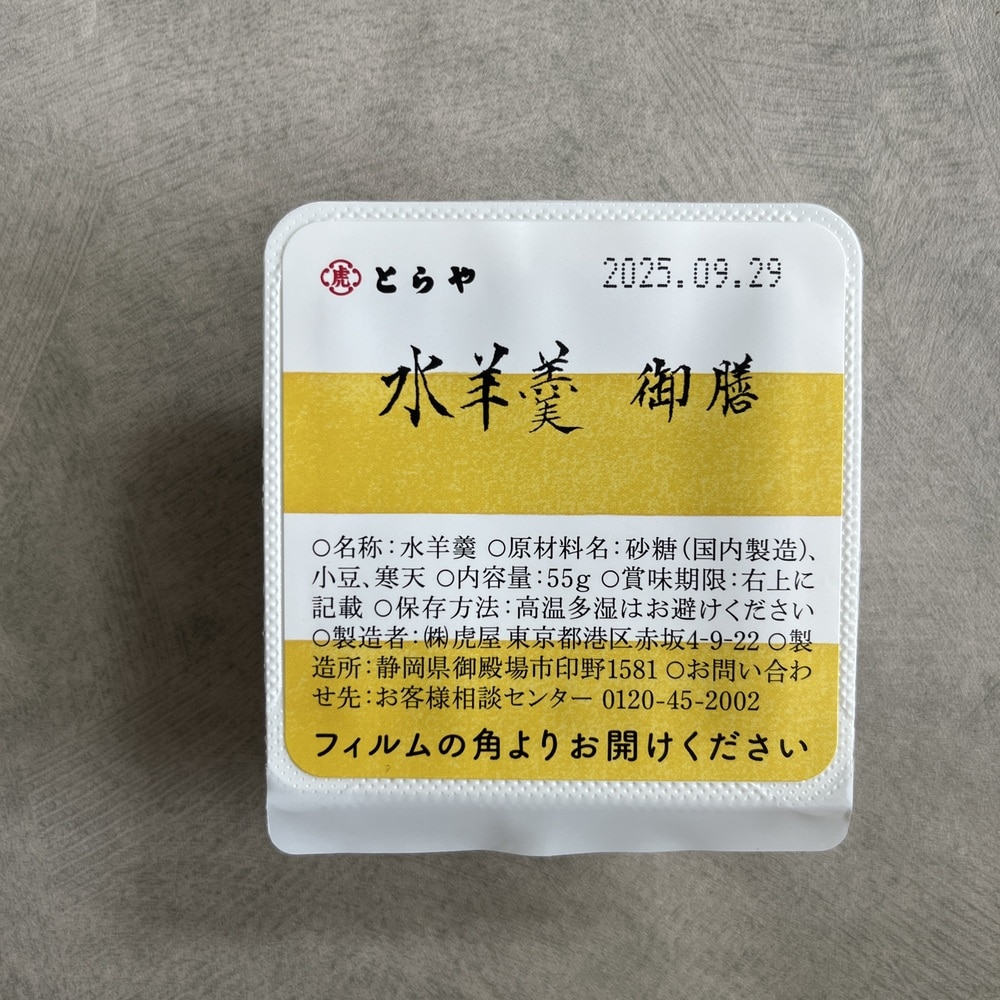 虎 とらや
2025.09.29
水羊羹 御膳
○名称：水羊羹 ○原材料名：砂糖（国内製造）、
小豆、寒天 ○内容量：55g ○賞味期限：右上に
記載 ○保存方法：高温多湿はお避けください
○製造者：㈱虎屋 東京都港区赤坂4-9-22 ○製
造所：静岡県御殿場市印野1581 ○お問い合わ
せ先：お客様相談センター 0120-45-2002
フィルムの角よりお開けください